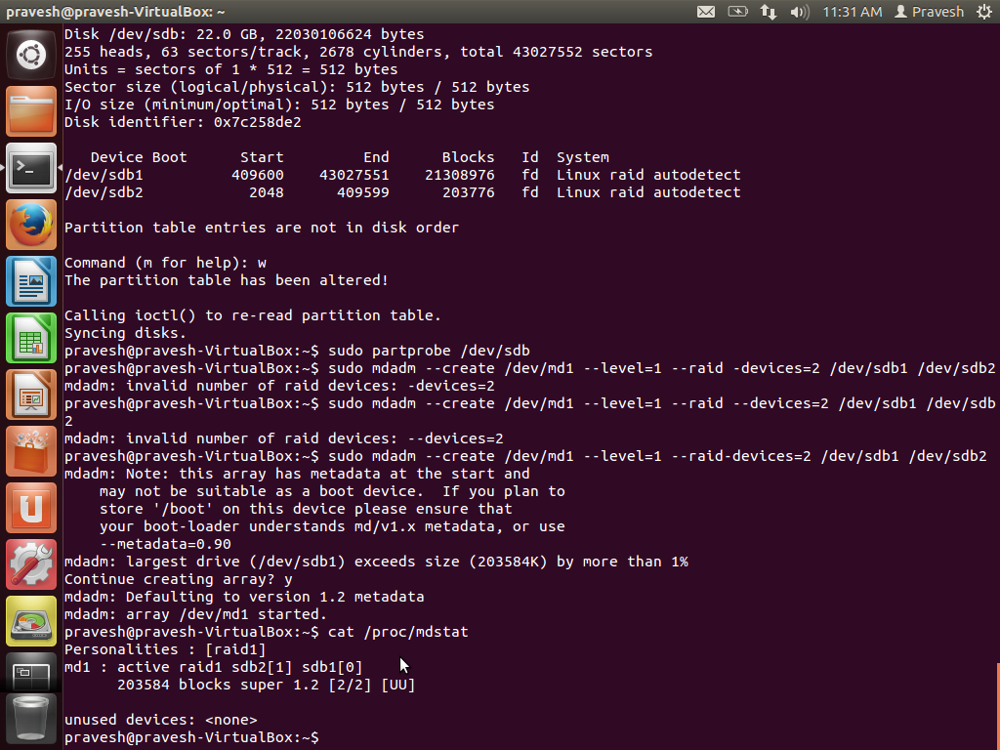 pravesh@pravesh-VirtualBox: ~
11:31 AM
Pravesh
Disk /dev/sdb: 22.0 GB, 22030106624 bytes
255 heads, 63 sectors/track, 2678 cylinders, total 43027552 sectors
Units = sectors of 1 * 512 = 512 bytes
Sector size (logical/physical): 512 bytes / 512 bytes
I/O size (minimum/optimal): 512 bytes / 512 bytes
Disk identifier: 0x7c258de2
Device Boot      Start         End      Blocks   Id  System
/dev/sdb1          409600    43027551    21308976   fd  Linux raid autodetect
/dev/sdb2            2048      409599      203776   fd  Linux raid autodetect
Partition table entries are not in disk order
Command (m for help): w
The partition table has been altered!
Calling ioctl() to re-read partition table.
Syncing disks.
pravesh@pravesh-VirtualBox:~$ sudo partprobe /dev/sdb
pravesh@pravesh-VirtualBox:~$ sudo mdadm --create /dev/md1 --level=1 --raid -devices=2 /dev/sdb1 /dev/sdb2
mdadm: invalid number of raid devices: -devices=2
pravesh@pravesh-VirtualBox:~$ sudo mdadm --create /dev/md1 --level=1 --raid --devices=2 /dev/sdb1 /dev/sdb
2
mdadm: invalid number of raid devices: --devices=2
pravesh@pravesh-VirtualBox:~$ sudo mdadm --create /dev/md1 --level=1 --raid-devices=2 /dev/sdb1 /dev/sdb2
mdadm: Note: this array has metadata at the start and
may not be suitable as a boot device.  If you plan to
store '/boot' on this device please ensure that
your boot-loader understands md/v1.x metadata, or use
--metadata=0.90
mdadm: largest drive (/dev/sdb1) exceeds size (203584K) by more than 1%
Continue creating array? y
mdadm: Defaulting to version 1.2 metadata
mdadm: array /dev/md1 started.
pravesh@pravesh-VirtualBox:~$ cat /proc/mdstat
Personalities : [raid1]
md1 : active raid1 sdb2[1] sdb1[0]
203584 blocks super 1.2 [2/2] [UU]
unused devices: <none>
pravesh@pravesh-VirtualBox:~$